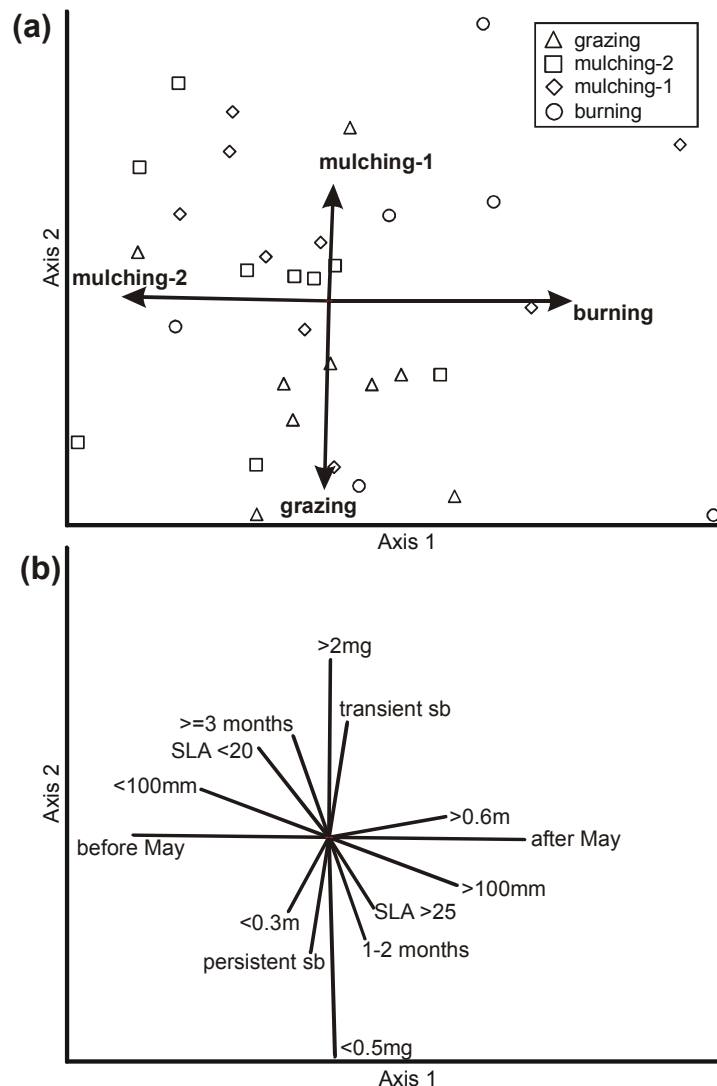 (a)
grazing
mulching-2
mulching-1
burning
mulching-1
mulching-2
burning
grazing
Axis 2
Axis 1
(b)
>2mg
transient sb
>=3 months
SLA <20
<100mm
>0.6m
before May
after May
>100mm
SLA >25
<0.3m
1-2 months
persistent sb
<0.5mg
Axis 2
Axis 1